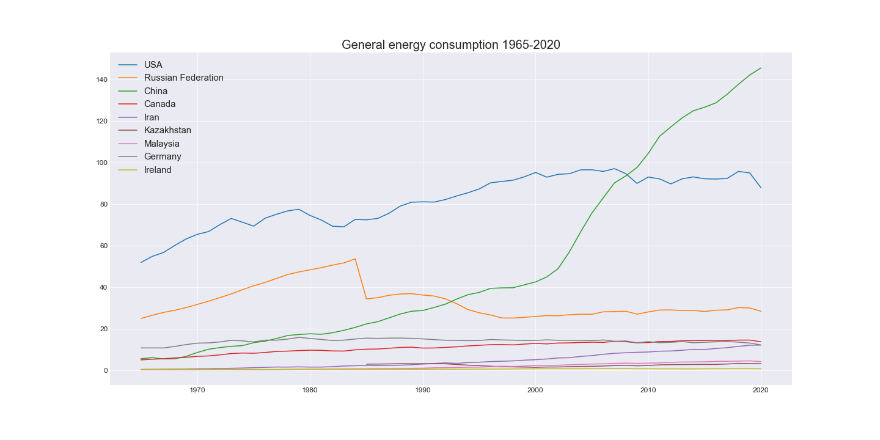 General energy consumption 1965-2020
USA
Russian Federation
China
Canada
Iran
Kazakhstan
Malaysia
Germany
Ireland
140
120
100
80
60
40
20
0
1970 1980 1990 2000 2010 2020